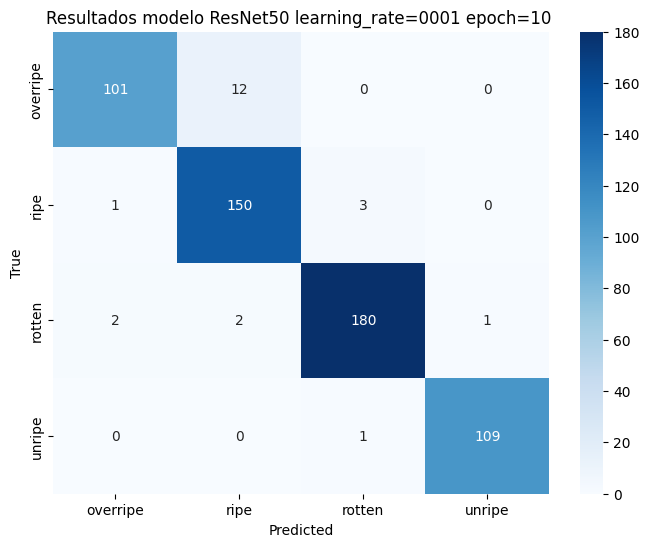 Resultados modelo ResNet50 learning_rate=0001 epoch=10
overripe 101 12 0 0
ripe 1 150 3 0
rotten 2 2 180 1
unripe 0 0 1 109
overripe ripe rotten unripe
Predicted
True
180
160
140
120
100
80
60
40
20
0